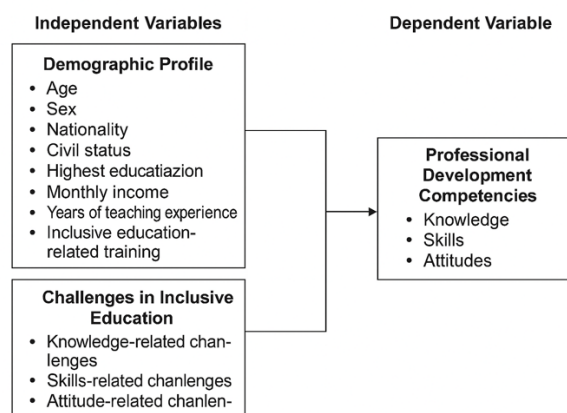 Independent Variables
Demographic Profile
• Age
• Sex
• Nationality
• Civil status
• Highest educatiazion
• Monthly income
• Years of teaching experience
• Inclusive education-
related training
Challenges in Inclusive
Education
• Knowledge-related chan-
lenges
• Skills-related chanlenges
• Attitude-related chanlen-
Dependent Variable
Professional
Development
Competencies
• Knowledge
• Skills
• Attitudes